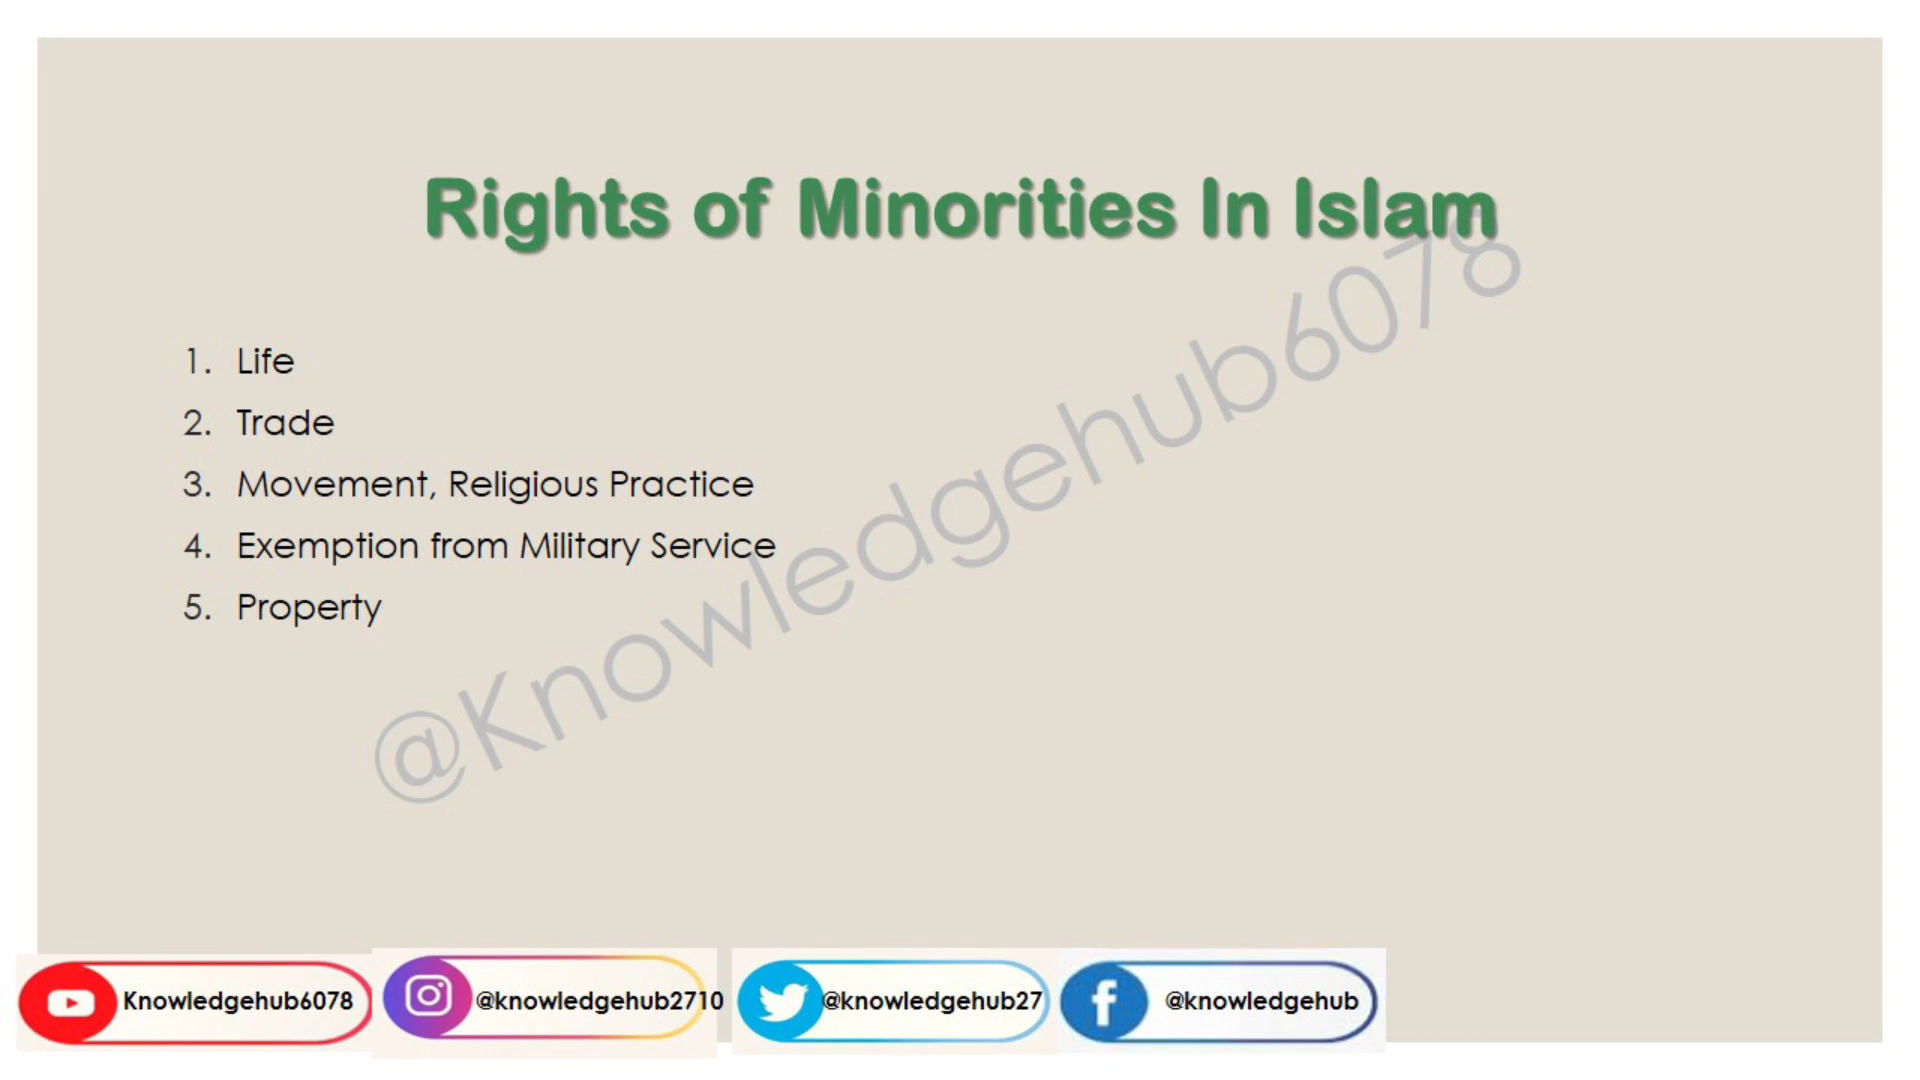 Rights of Minorities In Islam
1. Life
2. Trade
3. Movement, Religious Practice
4. Exemption from Military Service
5. Property
@Knowledgehub6078
Knowledgehub6078
@knowledgehub2710
@knowledgehub27
@knowledgehub